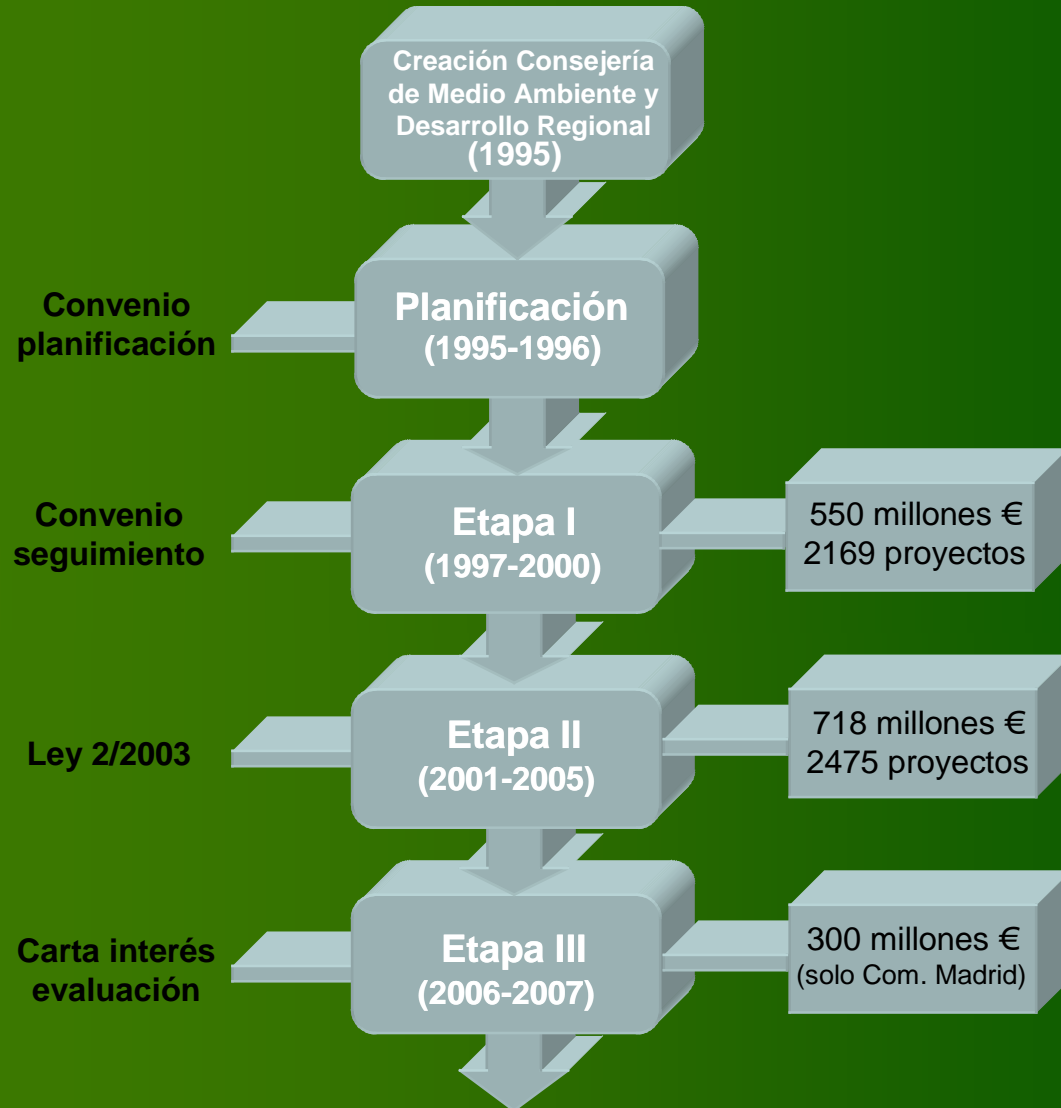 Creación Consejería
de Medio Ambiente y
Desarrollo Regional
(1995)
Convenio
planificación
Planificación
(1995-1996)
Convenio
seguimiento
Etapa I
(1997-2000)
550 millones €
2169 proyectos
Ley 2/2003
Etapa II
(2001-2005)
718 millones €
2475 proyectos
Carta interés
evaluación
Etapa III
(2006-2007)
300 millones €
(solo Com. Madrid)